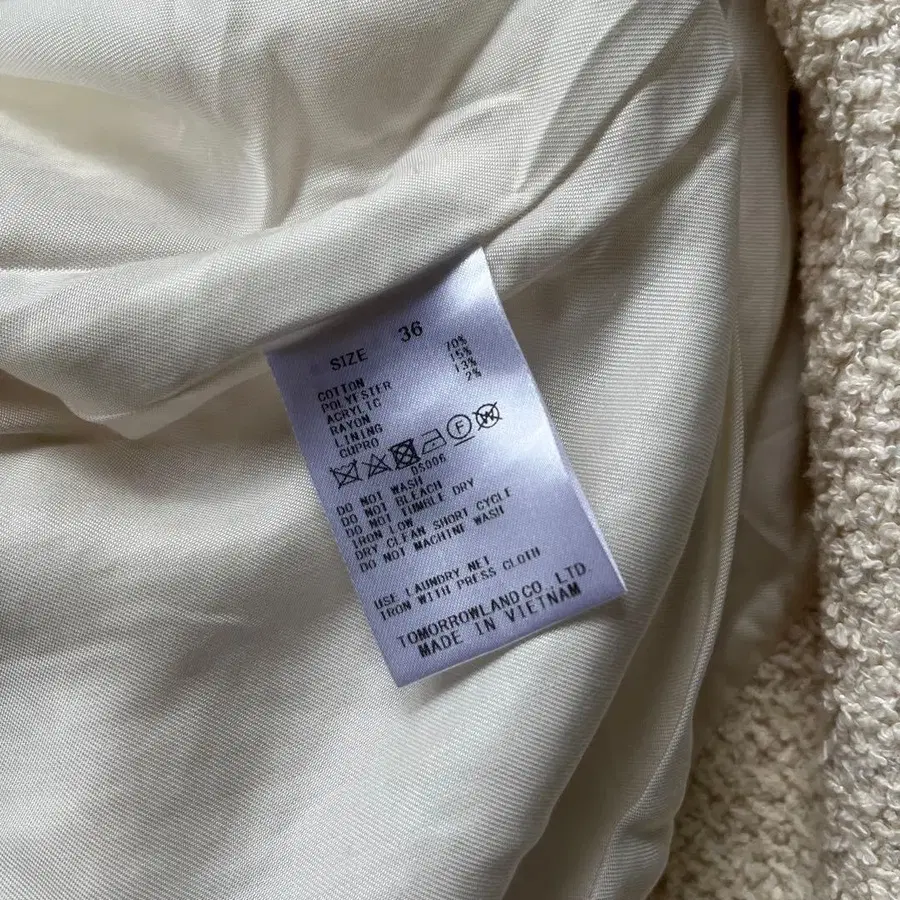 SIZE 36
COTTON 70%
POLYESTER 15%
ACRYLIC 13%
RAYON 2%
LINING
CUPRO
F W
05006
DO NOT WASH
DO NOT BLEACH
DO NOT TUMBLE DRY
IRON LOW
DRY CLEAN SHORT CYCLE
DO NOT MACHINE WASH
USE LAUNDRY NET
IRON WITH PRESS CLOTH
TOMORROWLAND CO., LTD.
MADE IN VIETNAM